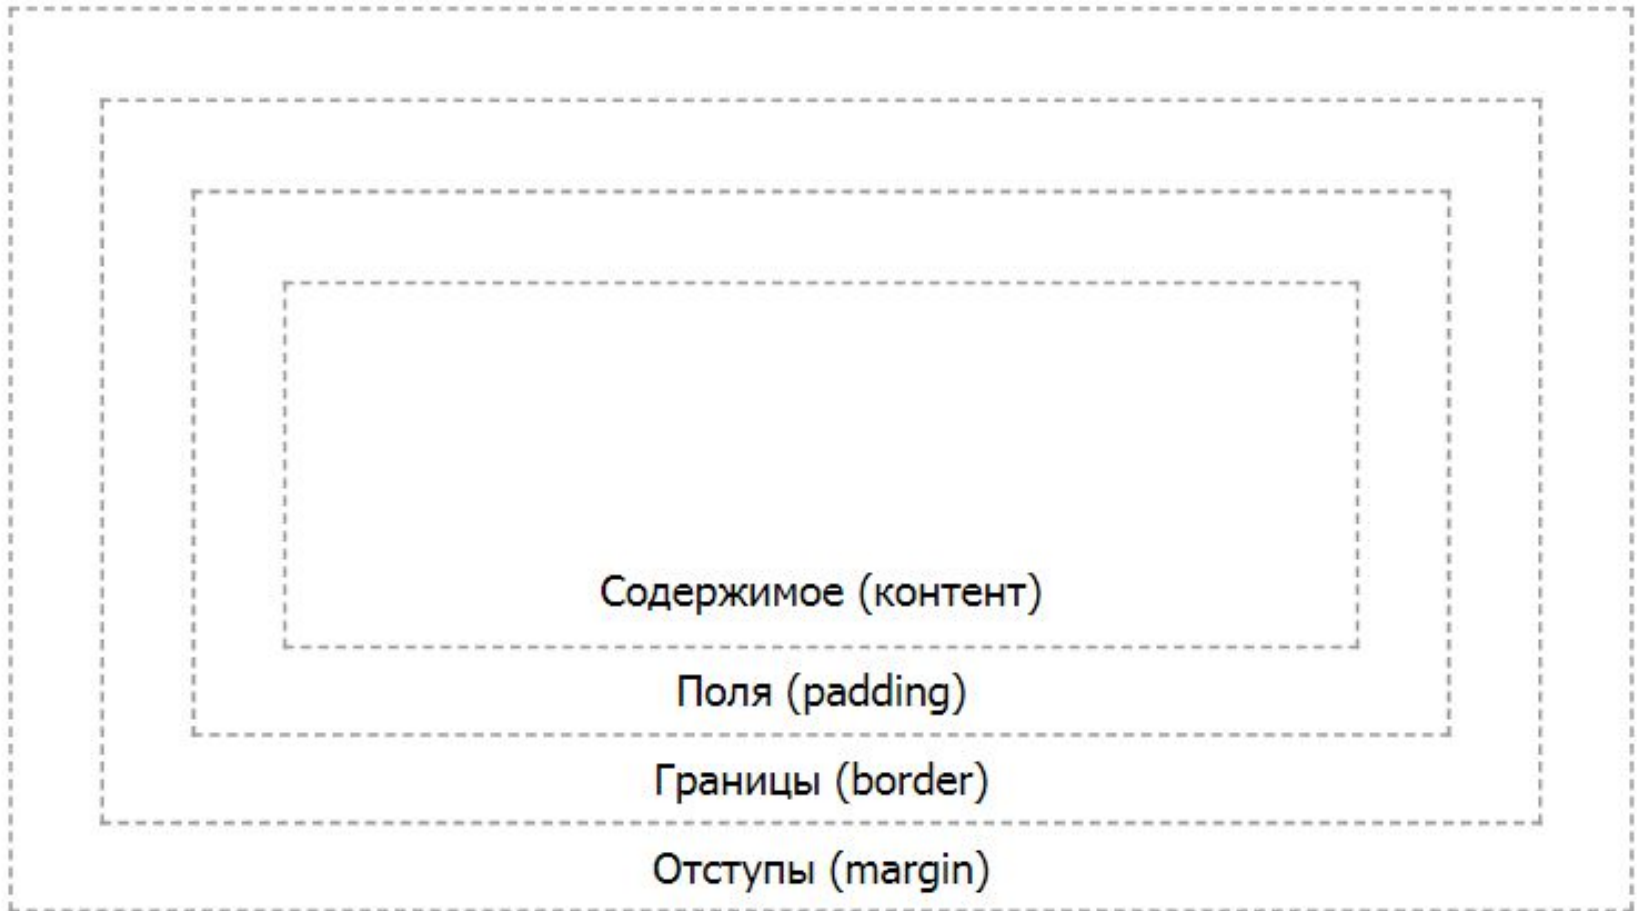 Содержимое (контент)
Поля (padding)
Границы (border)
Отступы (margin)